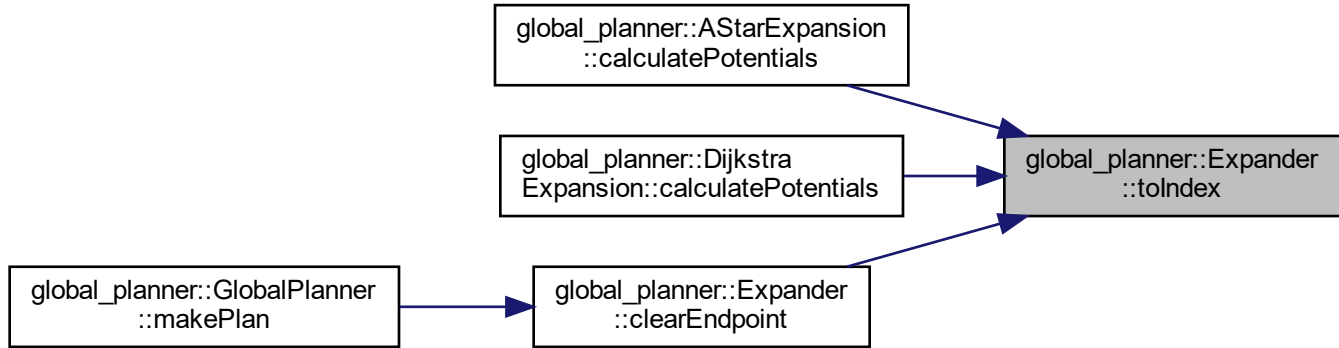 global_planner::AStarExpansion
::calculatePotentials
global_planner::Dijkstra
Expansion::calculatePotentials
global_planner::Expander
::toIndex
global_planner::GlobalPlanner
::makePlan
global_planner::Expander
::clearEndpoint